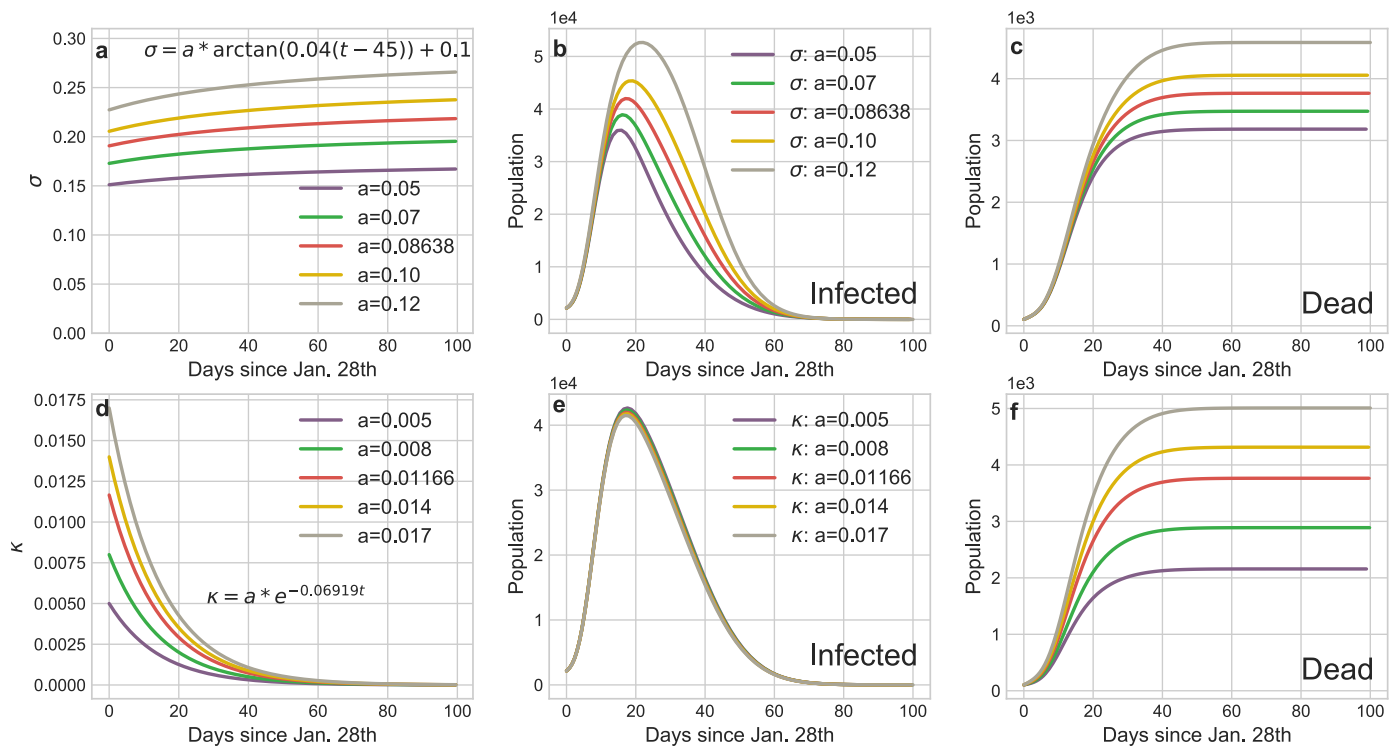 a
σ = a * arctan(0.04(t − 45)) + 0.1
0.30
0.25
0.20
0.15
0.10
0.05
0.00
σ
a=0.05
a=0.07
a=0.08638
a=0.10
a=0.12
0 20 40 60 80 100
Days since Jan. 28th
1e4
b
5
4
3
2
1
0
Population
σ: a=0.05
σ: a=0.07
σ: a=0.08638
σ: a=0.10
σ: a=0.12
Infected
0 20 40 60 80 100
Days since Jan. 28th
1e3
c
4
3
2
1
0
Population
Dead
0 20 40 60 80 100
Days since Jan. 28th
d
0.0175
0.0150
0.0125
0.0100
0.0075
0.0050
0.0025
0.0000
κ
a=0.005
a=0.008
a=0.01166
a=0.014
a=0.017
κ = a * e^−0.06919t
0 20 40 60 80 100
Days since Jan. 28th
1e4
e
4
3
2
1
0
Population
κ: a=0.005
κ: a=0.008
κ: a=0.01166
κ: a=0.014
κ: a=0.017
Infected
0 20 40 60 80 100
Days since Jan. 28th
1e3
f
5
4
3
2
1
0
Population
Dead
0 20 40 60 80 100
Days since Jan. 28th